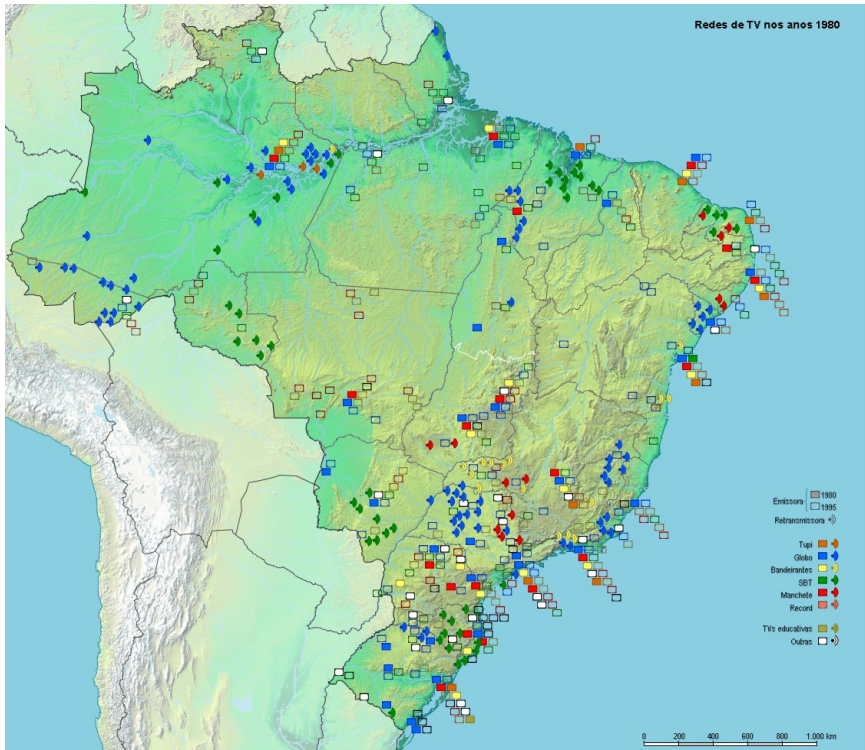 Redes de TV nos anos 1980
Emissora
1980
1995
Retransmissora
Tupi
Globo
Bandeirantes
SBT
Manchete
Record
TVs educativas
Outras
0 200 400 600 800 1.000 km